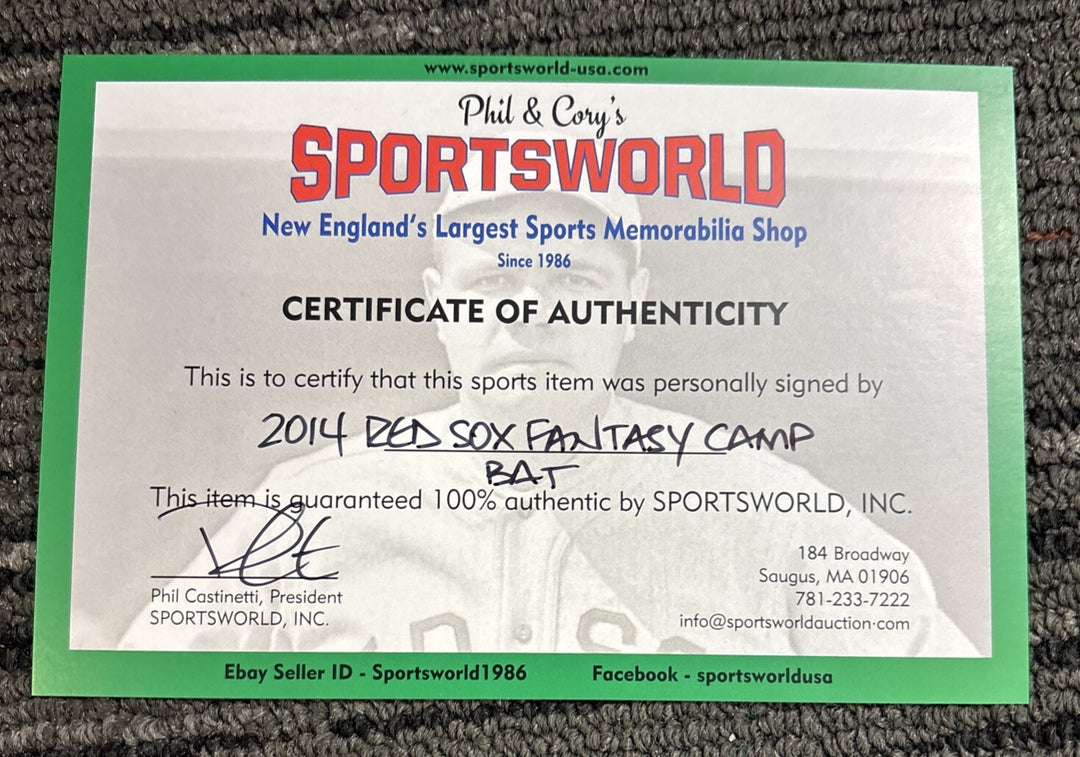 www.sportsworld-usa.com
Phil & Cory's
SPORTSWORLD
New England's Largest Sports Memorabilia Shop
Since 1986
CERTIFICATE OF AUTHENTICITY
This is to certify that this sports item was personally signed by
2014 RED SOX FANTASY CAMP
BAT
This item is guaranteed 100% authentic by SPORTSWORLD, INC.
184 Broadway
Saugus, MA 01906
781-233-7222
info@sportsworldauction.com
Phil Castinetti, President
SPORTSWORLD, INC.
Ebay Seller ID - Sportsworld1986
Facebook - sportsworldusa